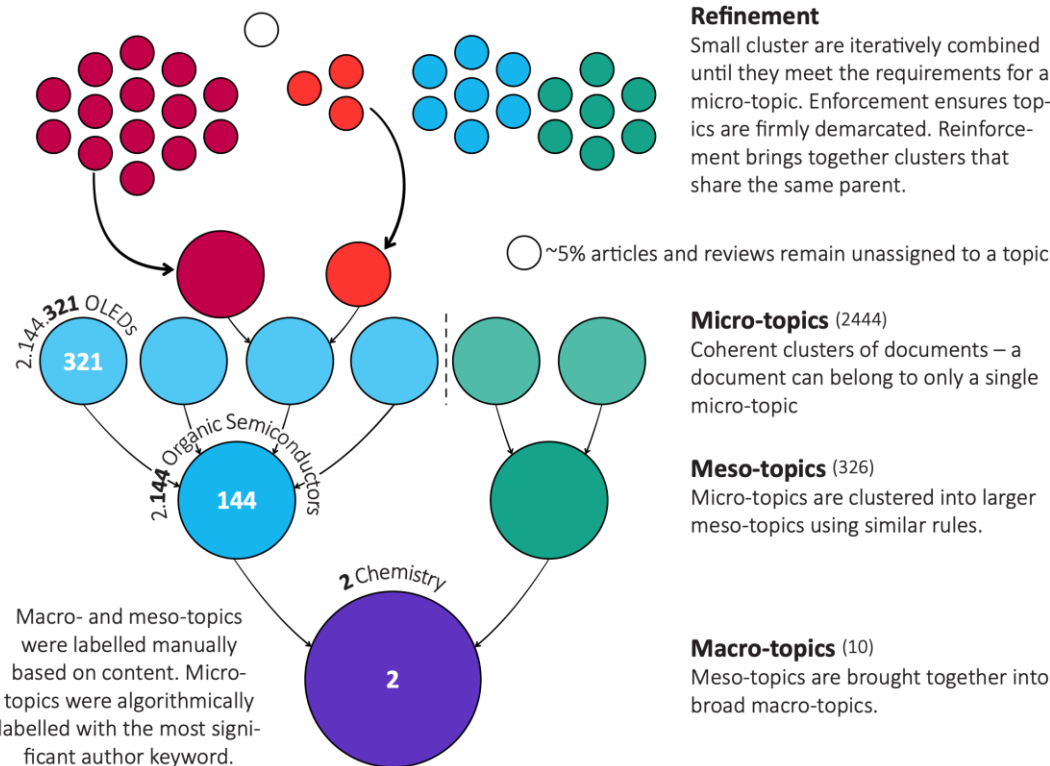 Refinement
Small cluster are iteratively combined
until they meet the requirements for a
micro-topic. Enforcement ensures top-
ics are firmly demarcated. Reinforce-
ment brings together clusters that
share the same parent.
~5% articles and reviews remain unassigned to a topic
2.144.321 OLEDs
321
Micro-topics (2444)
Coherent clusters of documents – a
document can belong to only a single
micro-topic
2.144 Organic Semiconductors
144
Meso-topics (326)
Micro-topics are clustered into larger
meso-topics using similar rules.
2 Chemistry
2
Macro- and meso-topics
were labelled manually
based on content. Micro-
topics were algorithmically
labelled with the most signi-
ficant author keyword.
Macro-topics (10)
Meso-topics are brought together into
broad macro-topics.